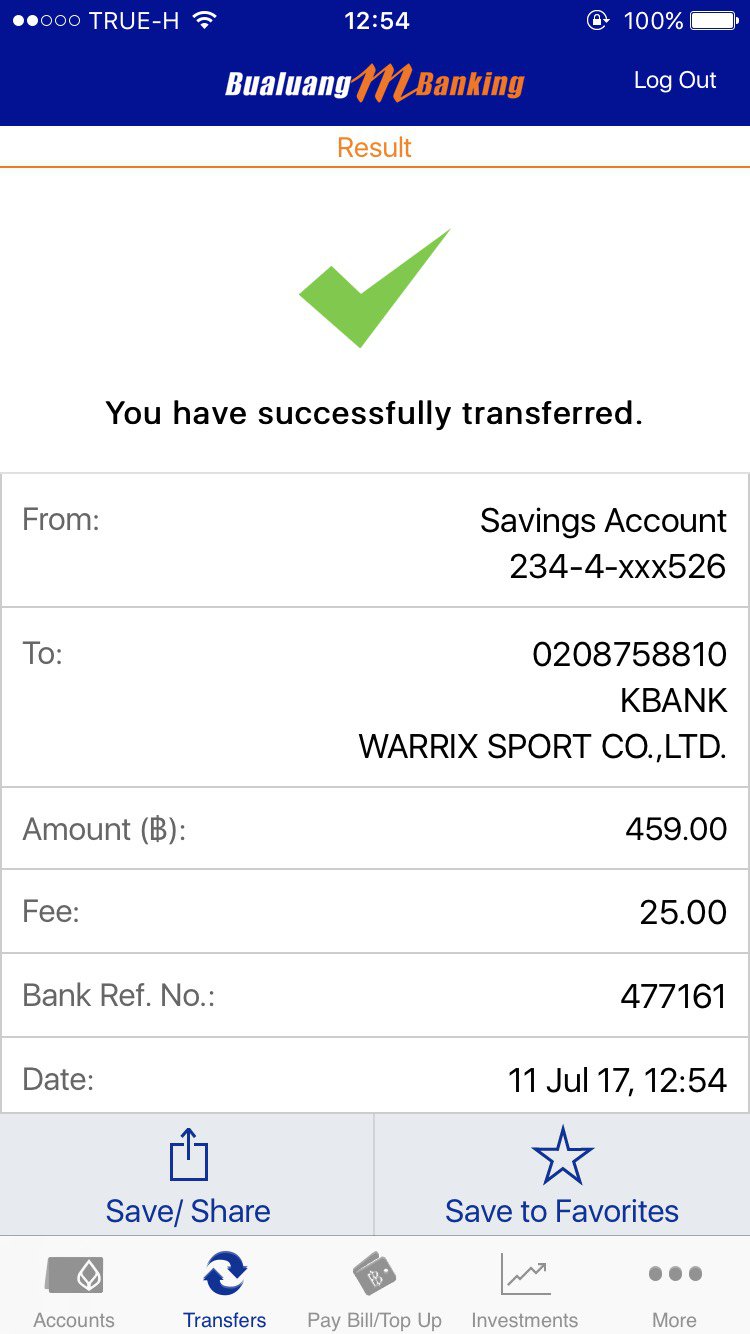 TRUE-H 12:54 100%
Bualuang mBanking Log Out
Result
You have successfully transferred.
From: Savings Account
234-4-xxx526
To: 0208758810
KBANK
WARRIX SPORT CO.,LTD.
Amount (฿): 459.00
Fee: 25.00
Bank Ref. No.: 477161
Date: 11 Jul 17, 12:54
Save/ Share Save to Favorites
Accounts Transfers Pay Bill/Top Up Investments More